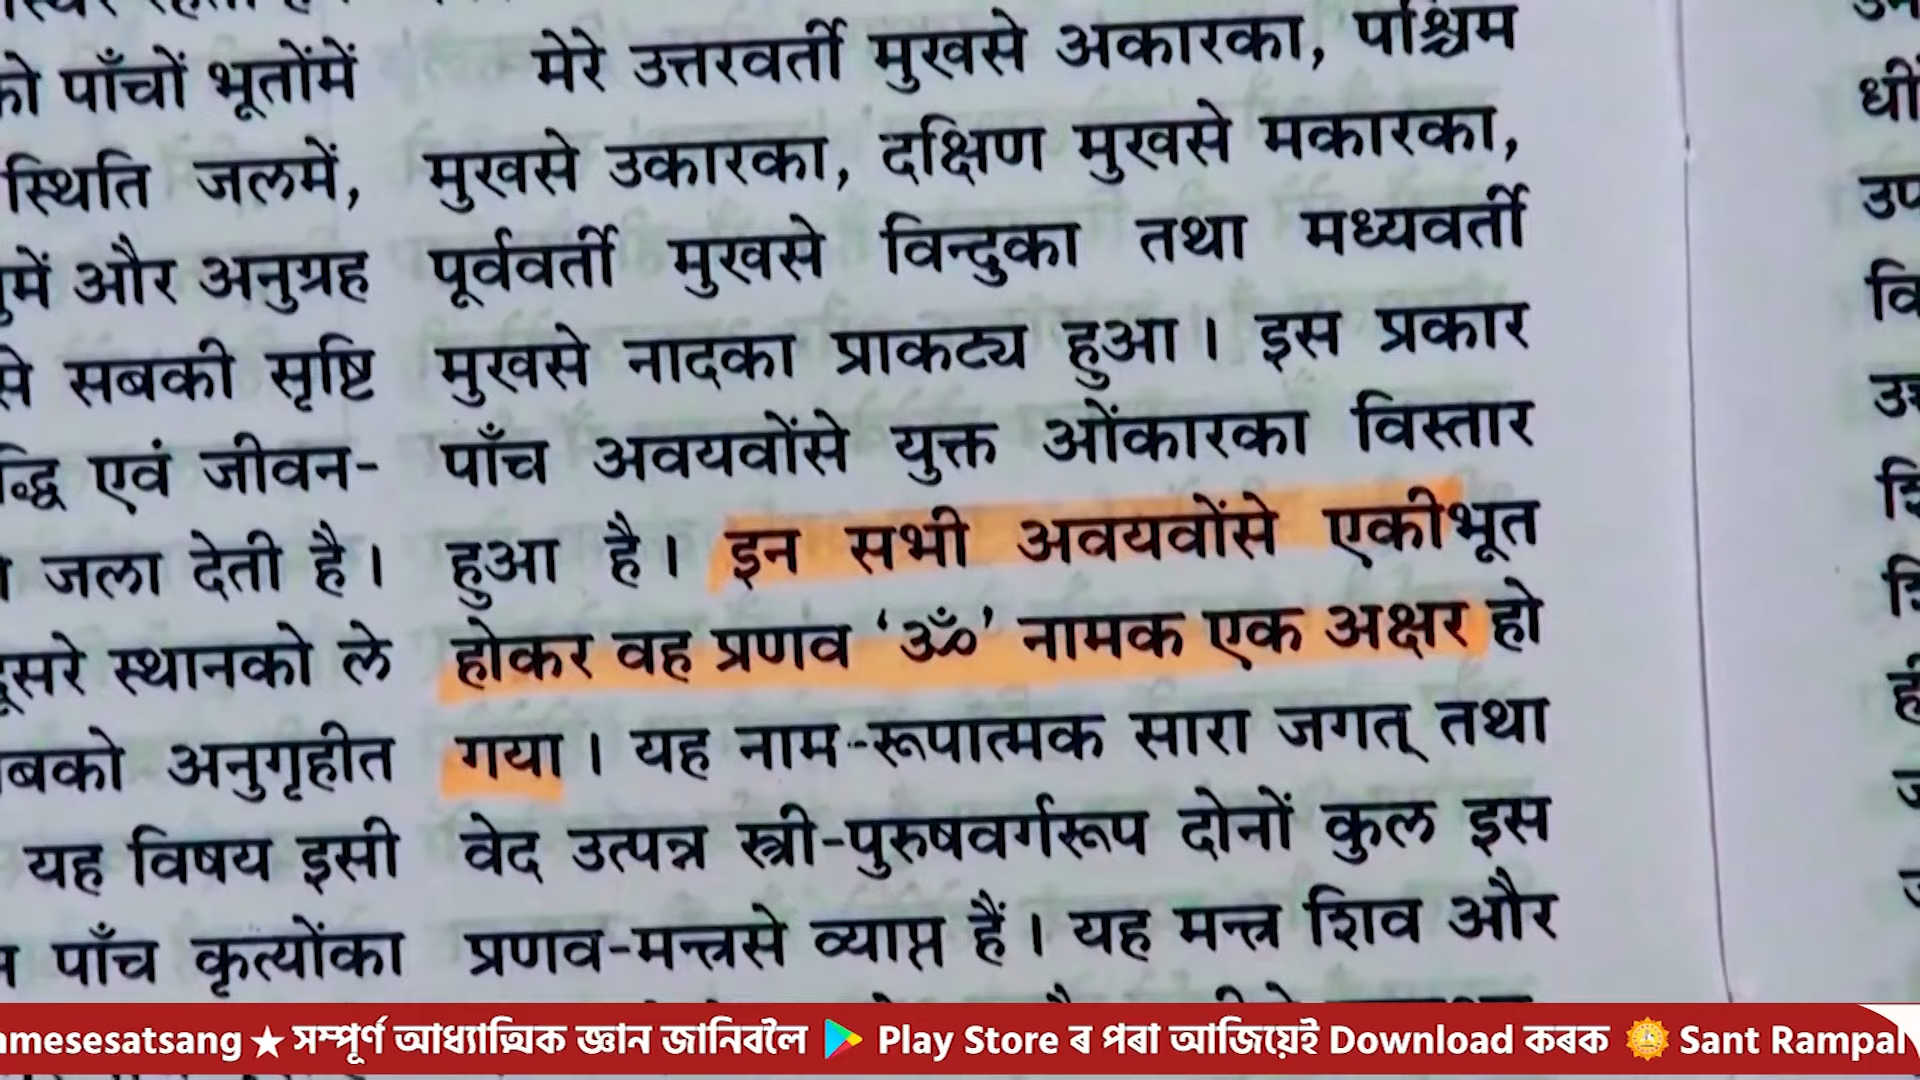 को पाँचों भूतोंमें
स्थिति जलमें,
में और अनुग्रह
से सबकी सृष्टि
एवं जीवन-
जला देती है।
दूसरे स्थानको ले
सबको अनुगृहीत
यह विषय इसी
पाँच कृत्योंका
मेरे उत्तरवर्ती मुखसे अकारका, पश्चिम
मुखसे उकारका, दक्षिण मुखसे मकारका,
पूर्ववर्ती मुखसे विन्दुका तथा मध्यवर्ती
मुखसे नादका प्राकट्य हुआ। इस प्रकार
पाँच अवयवोंसे युक्त ओंकारका विस्तार
हुआ है। इन सभी अवयवोंसे एकीभूत
होकर वह प्रणव ‘ॐ’ नामक एक अक्षर हो
गया। यह नाम-रूपात्मक सारा जगत् तथा
वेद उत्पन्न स्त्री-पुरुषवर्गरूप दोनों कुल इस
प्रणव-मन्त्रसे व्याप्त हैं। यह मन्त्र शिव और
amesesatsang ★ সম্পূৰ্ণ আধ্যাত্মিক জ্ঞান জানিবলৈ Play Store ৰ পৰা আজিয়েই Download কৰক Sant Rampal